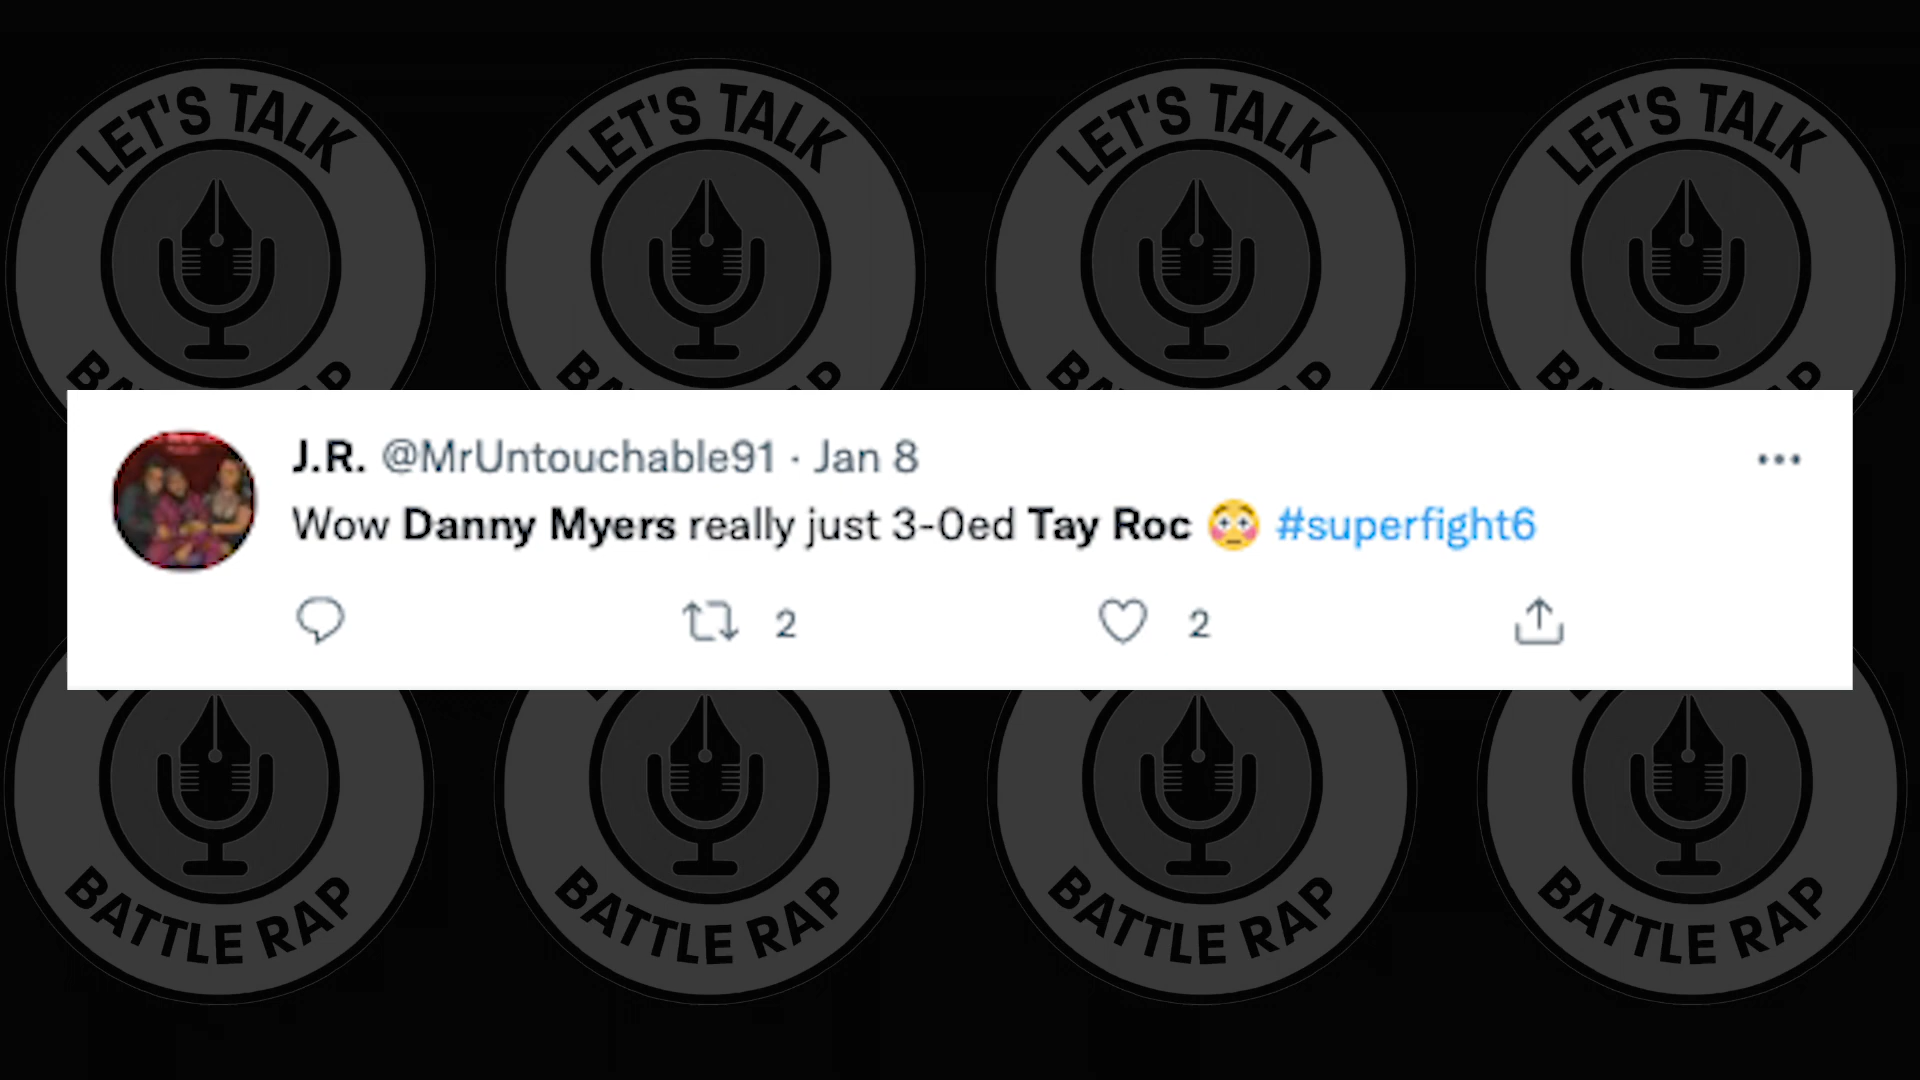 LET'S TALK
LET'S TALK
LET'S TALK
LET'S TALK
J.R. @MrUntouchable91 · Jan 8
Wow Danny Myers really just 3-0ed Tay Roc 😳 #superfight6
2 2
BATTLE RAP
BATTLE RAP
BATTLE RAP
BATTLE RAP